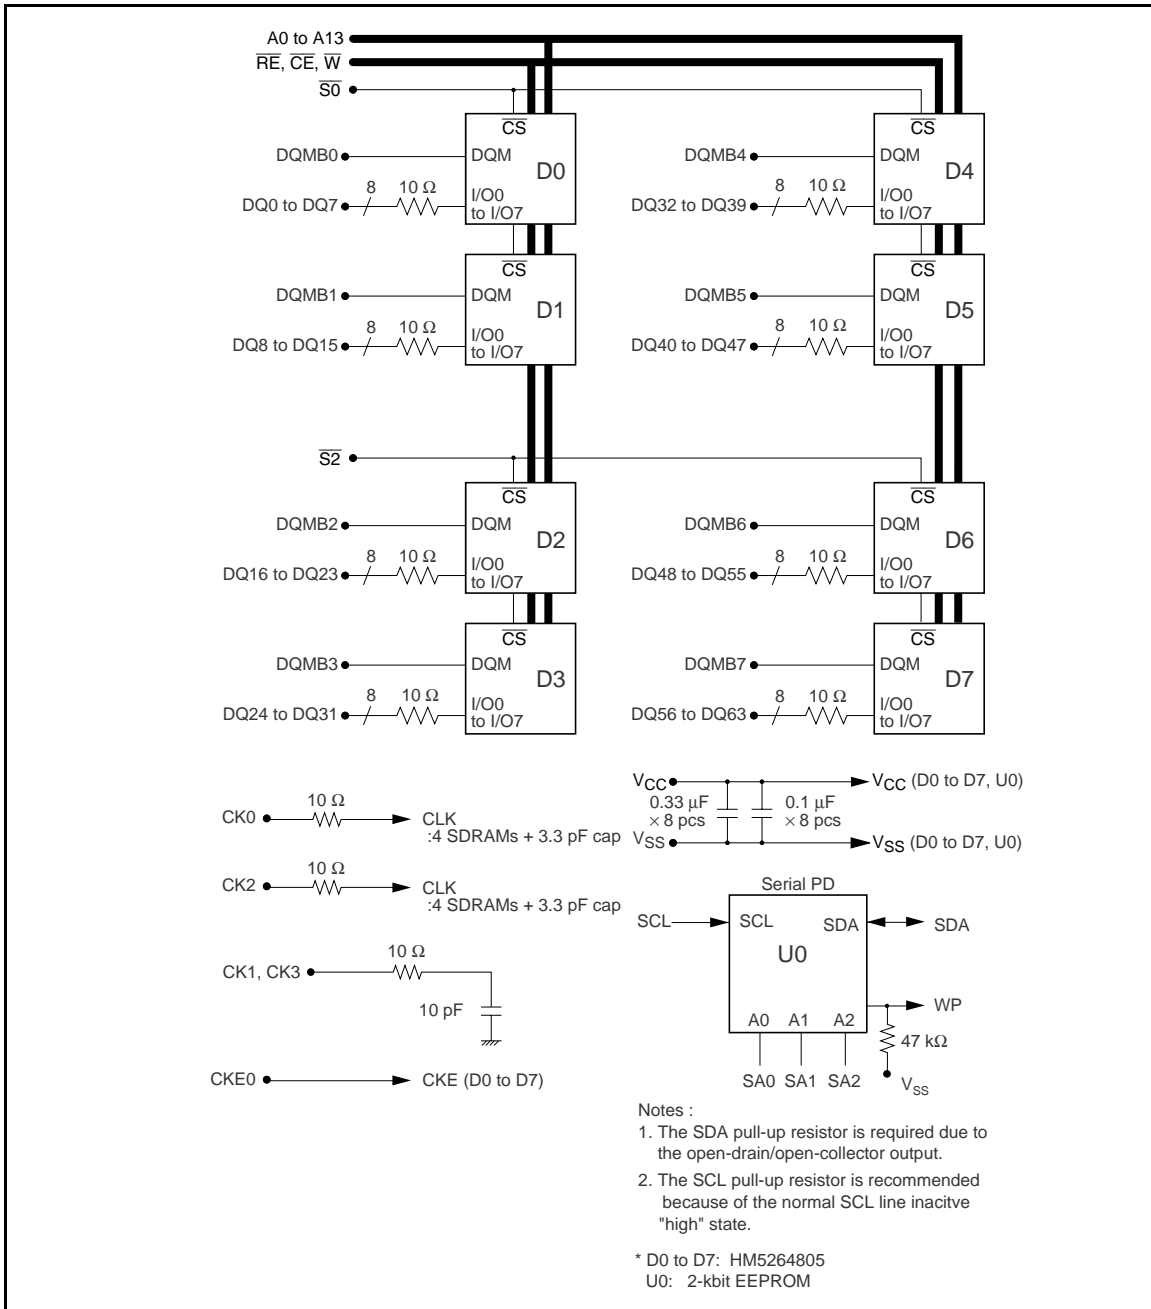 A0 to A13
RE, CE, W
S0
CS
CS
DQMB0
DQM
D0
DQMB4
DQM
D4
8 10 Ω
I/O0
DQ0 to DQ7
to I/O7
8 10 Ω
I/O0
DQ32 to DQ39
to I/O7
CS
CS
DQMB1
DQM
D1
DQMB5
DQM
D5
8 10 Ω
I/O0
DQ8 to DQ15
to I/O7
8 10 Ω
I/O0
DQ40 to DQ47
to I/O7
S2
CS
CS
DQMB2
DQM
D2
DQMB6
DQM
D6
8 10 Ω
I/O0
DQ16 to DQ23
to I/O7
8 10 Ω
I/O0
DQ48 to DQ55
to I/O7
CS
CS
DQMB3
DQM
D3
DQMB7
DQM
D7
8 10 Ω
I/O0
DQ24 to DQ31
to I/O7
8 10 Ω
I/O0
DQ56 to DQ63
to I/O7
10 Ω
CK0
CLK
:4 SDRAMs + 3.3 pF cap
10 Ω
CK2
CLK
:4 SDRAMs + 3.3 pF cap
10 Ω
CK1, CK3
10 pF
CKE0
CKE (D0 to D7)
VCC
VCC (D0 to D7, U0)
0.33 μF
× 8 pcs
0.1 μF
× 8 pcs
VSS
VSS (D0 to D7, U0)
Serial PD
SCL
SCL
SDA
SDA
U0
WP
A0 A1 A2
47 kΩ
SA0 SA1 SA2
VSS
Notes :
1. The SDA pull-up resistor is required due to
the open-drain/open-collector output.
2. The SCL pull-up resistor is recommended
because of the normal SCL line inacitve
"high" state.
* D0 to D7: HM5264805
U0: 2-kbit EEPROM